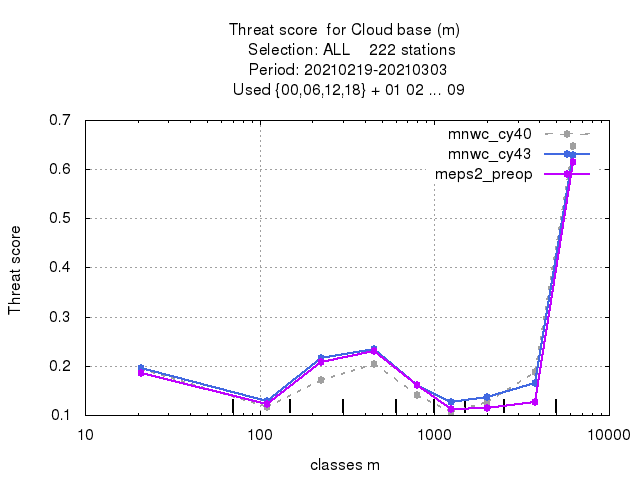 Threat score  for Cloud base (m)
Selection: ALL    222 stations
Period: 20210219-20210303
Used {00,06,12,18} + 01 02 ... 09
mnwc_cy40
mnwc_cy43
meps2_preop
Threat score
0.7
0.6
0.5
0.4
0.3
0.2
0.1
10 100 1000 10000
classes m